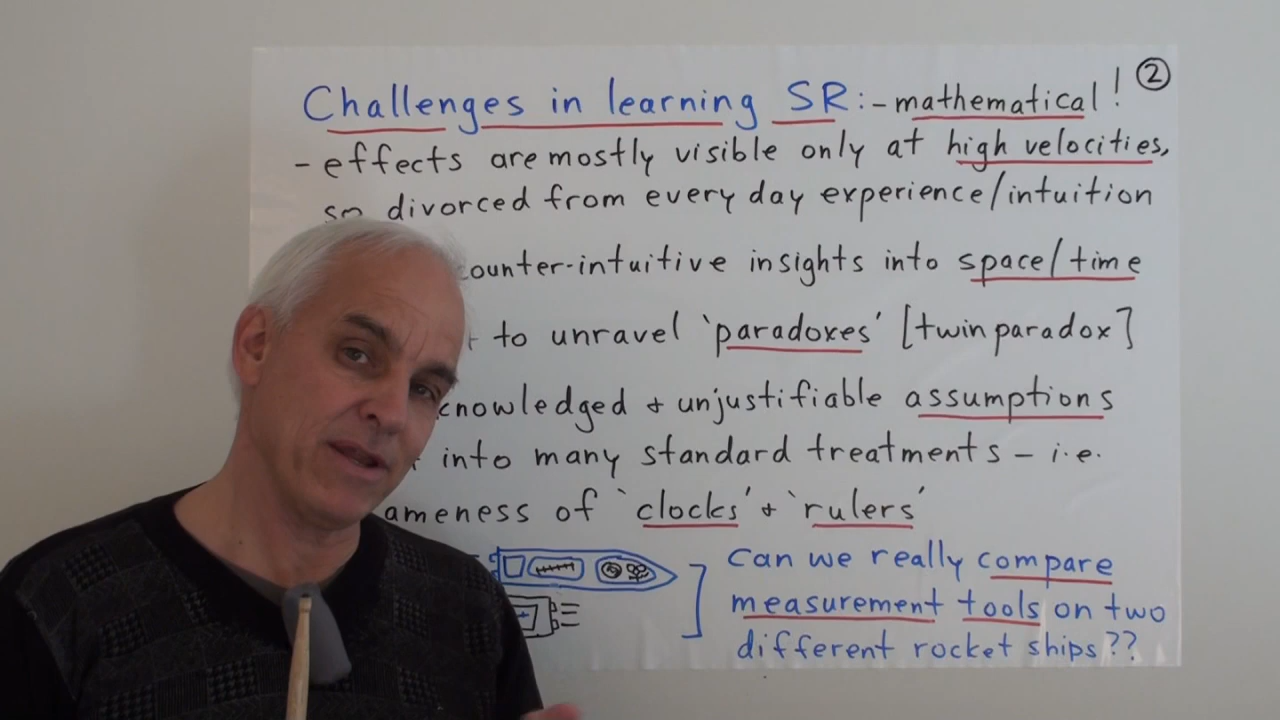 Challenges in learning SR: - mathematical! ②
- effects are mostly visible only at high velocities,
so divorced from every day experience/intuition
counter-intuitive insights into space/time
to unravel 'paradoxes' [twin paradox]
knowledged + unjustifiable assumptions
into many standard treatments - i.e.
ameness of 'clocks' + 'rulers'
Can we really compare
measurement tools on two
different rocket ships??